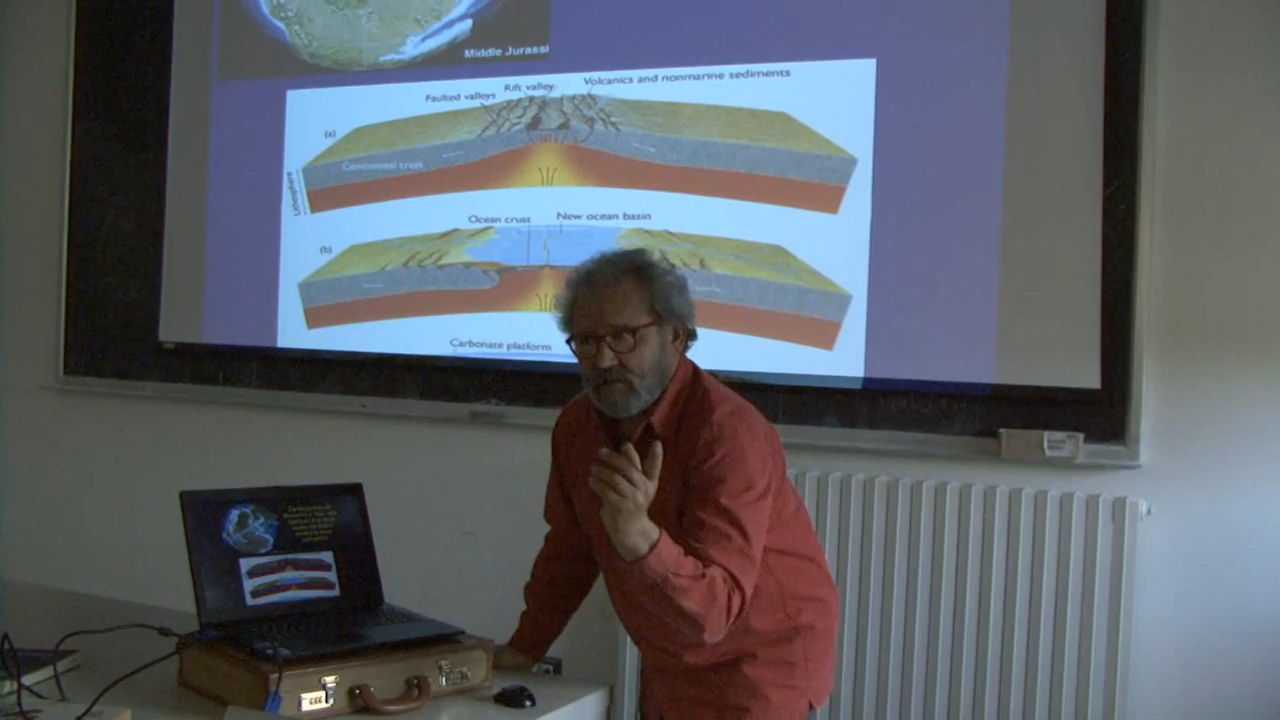 Middle Jurassi
Volcanics and nonmarine sediments
Rift valley
Faulted valleys
(a)
Continental crust
Lithosphere
Ocean crust
New ocean basin
(b)
Carbonate platform